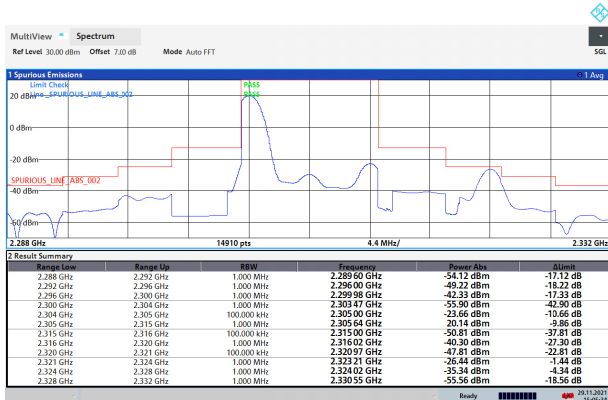 MultiView Spectrum
Ref Level 30.00 dBm Offset 7.00 dB Mode Auto FFT SGL
1 Spurious Emissions 1 Avg
Limit Check PASS
Line _SPURIOUS_LINE_ABS_002 PASS
20 dBm
0 dBm
-20 dBm
SPURIOUS_LINE_ABS_002
-40 dBm
-60 dBm
2.288 GHz 14910 pts 4.4 MHz/ 2.332 GHz
2 Result Summary
Range Low Range Up RBW Frequency Power Abs ΔLimit
2.288 GHz 2.292 GHz 1.000 MHz 2.289 60 GHz -54.12 dBm -17.12 dB
2.292 GHz 2.296 GHz 1.000 MHz 2.296 00 GHz -49.22 dBm -18.22 dB
2.296 GHz 2.300 GHz 1.000 MHz 2.299 98 GHz -42.33 dBm -17.33 dB
2.300 GHz 2.304 GHz 1.000 MHz 2.303 47 GHz -55.90 dBm -42.90 dB
2.304 GHz 2.305 GHz 100.000 kHz 2.305 00 GHz -23.66 dBm -10.66 dB
2.305 GHz 2.315 GHz 1.000 MHz 2.305 64 GHz 20.14 dBm -9.86 dB
2.315 GHz 2.316 GHz 100.000 kHz 2.315 00 GHz -50.81 dBm -37.81 dB
2.316 GHz 2.320 GHz 1.000 MHz 2.316 02 GHz -40.30 dBm -27.30 dB
2.320 GHz 2.321 GHz 100.000 kHz 2.320 97 GHz -47.81 dBm -22.81 dB
2.321 GHz 2.324 GHz 1.000 MHz 2.323 21 GHz -26.44 dBm -1.44 dB
2.324 GHz 2.328 GHz 1.000 MHz 2.324 02 GHz -35.34 dBm -4.34 dB
2.328 GHz 2.332 GHz 1.000 MHz 2.330 55 GHz -55.56 dBm -18.56 dB
Ready 29.11.2021